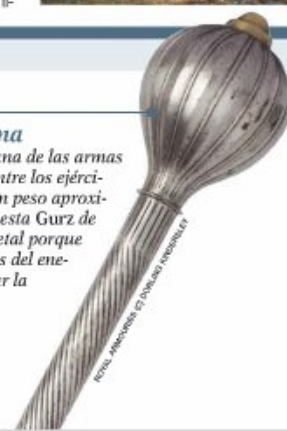 na
na de las armas
ntre los ejérci-
n peso aproxi-
esta Gurz de
etal porque
s del ene-
r la
ROYAL ARMOURIES (C) DORLING KINDERSLEY